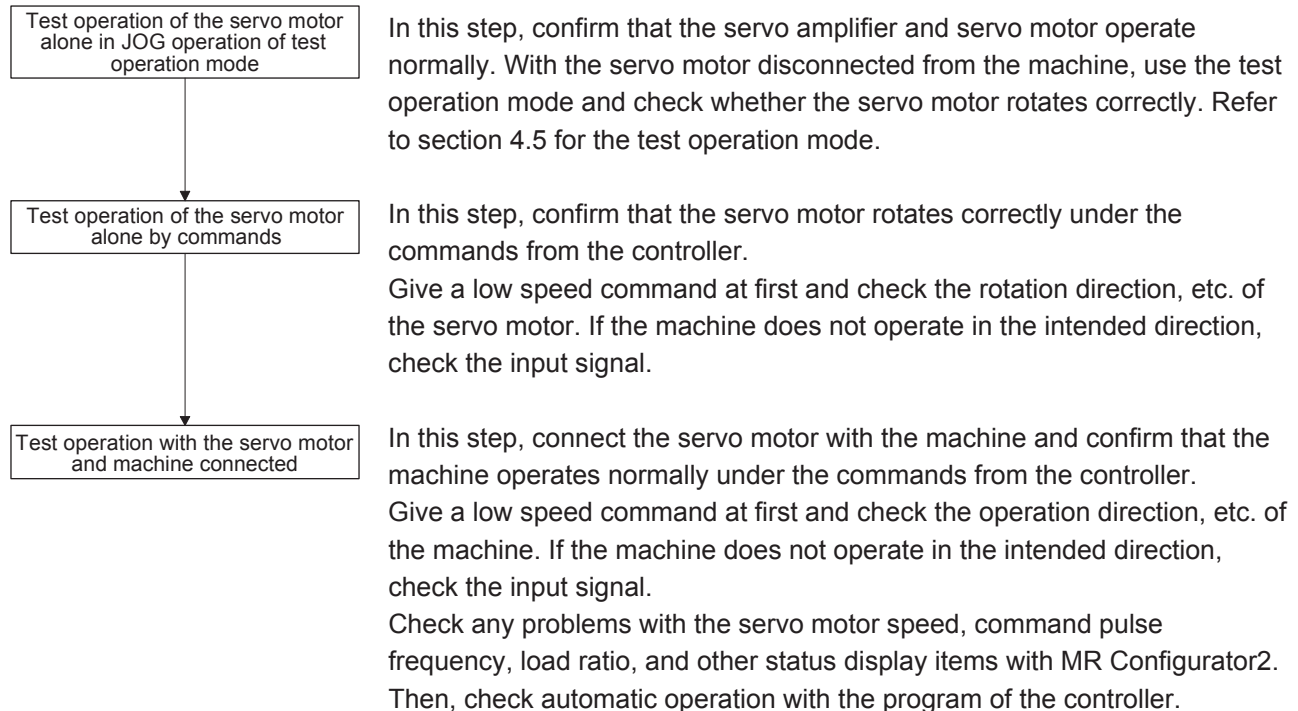 Test operation of the servo motor
alone in JOG operation of test
operation mode
In this step, confirm that the servo amplifier and servo motor operate
normally. With the servo motor disconnected from the machine, use the test
operation mode and check whether the servo motor rotates correctly. Refer
to section 4.5 for the test operation mode.
Test operation of the servo motor
alone by commands
In this step, confirm that the servo motor rotates correctly under the
commands from the controller.
Give a low speed command at first and check the rotation direction, etc. of
the servo motor. If the machine does not operate in the intended direction,
check the input signal.
Test operation with the servo motor
and machine connected
In this step, connect the servo motor with the machine and confirm that the
machine operates normally under the commands from the controller.
Give a low speed command at first and check the operation direction, etc. of
the machine. If the machine does not operate in the intended direction,
check the input signal.
Check any problems with the servo motor speed, command pulse
frequency, load ratio, and other status display items with MR Configurator2.
Then, check automatic operation with the program of the controller.